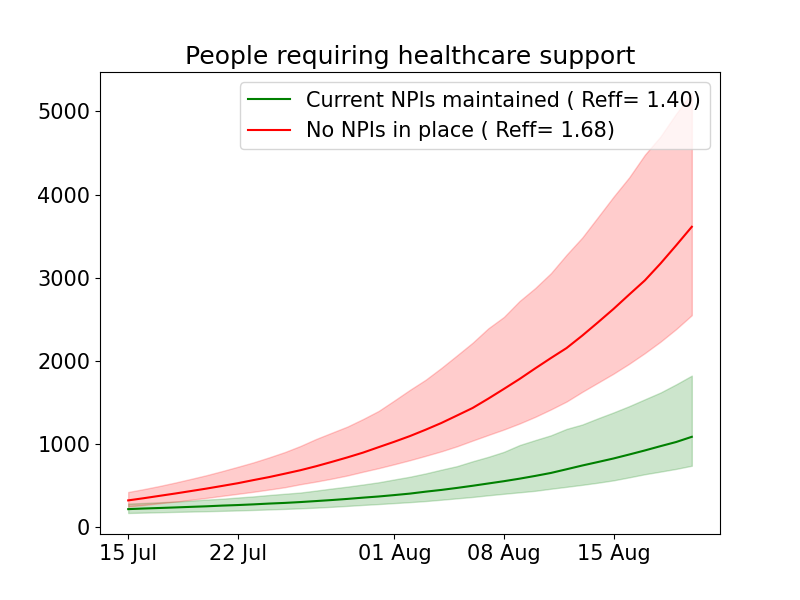 People requiring healthcare support
Current NPIs maintained ( Reff= 1.40)
No NPIs in place ( Reff= 1.68)
5000
4000
3000
2000
1000
0
15 Jul
22 Jul
01 Aug
08 Aug
15 Aug